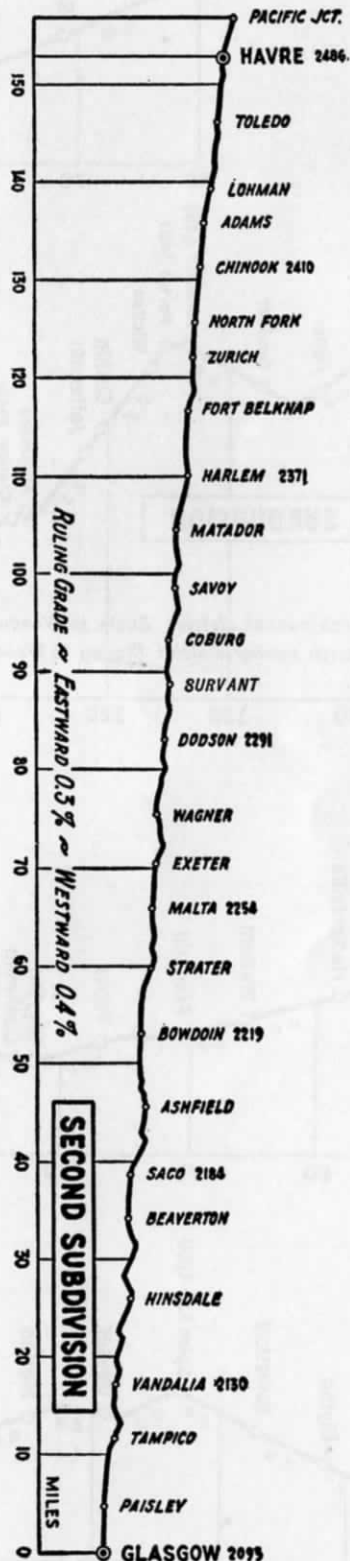 PACIFIC JCT.
HAVRE 2486.
TOLEDO
LOHMAN
ADAMS
CHINOOK 2410
NORTH FORK
ZURICH
FORT BELKNAP
HARLEM 2371
MATADOR
SAVOY
COBURG
SURVANT
DODSON 2291
WAGNER
EXETER
MALTA 2254
STRATER
BOWDOIN 2219
ASHFIELD
SACO 2184
BEAVERTON
HINSDALE
VANDALIA 2130
TAMPICO
PAISLEY
GLASGOW 2093
150
140
130
120
110
100
90
80
70
60
50
40
30
20
10
0
MILES
RULING GRADE ~ EASTWARD 0.3% ~ WESTWARD 0.4%
SECOND SUBDIVISION